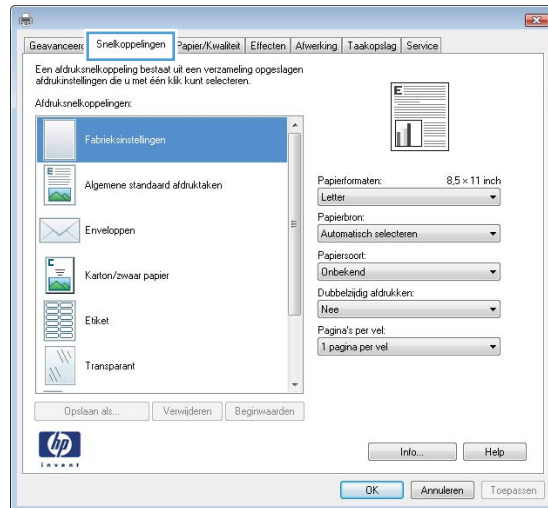 Geavanceerd
Snelkoppelingen
Papier/Kwaliteit
Effecten
Afwerking
Taakopslag
Service
Een afdruksnelkoppeling bestaat uit een verzameling opgeslagen
afdrukinstellingen die u met één klik kunt selecteren.
Afdruksnelkoppelingen:
Fabrieksinstellingen
Algemene standaard afdruktaken
Enveloppen
Karton/zwaar papier
Etiket
Transparant
Opslaan als...
Verwijderen
Beginwaarden
E
Papierformaten:
8,5 × 11 inch
Letter
Papierbron:
Automatisch selecteren
Papiersoort:
Onbekend
Dubbelzijdig afdrukken:
Nee
Pagina's per vel:
1 pagina per vel
hp
invent
Info...
Help
OK
Annuleren
Toepassen